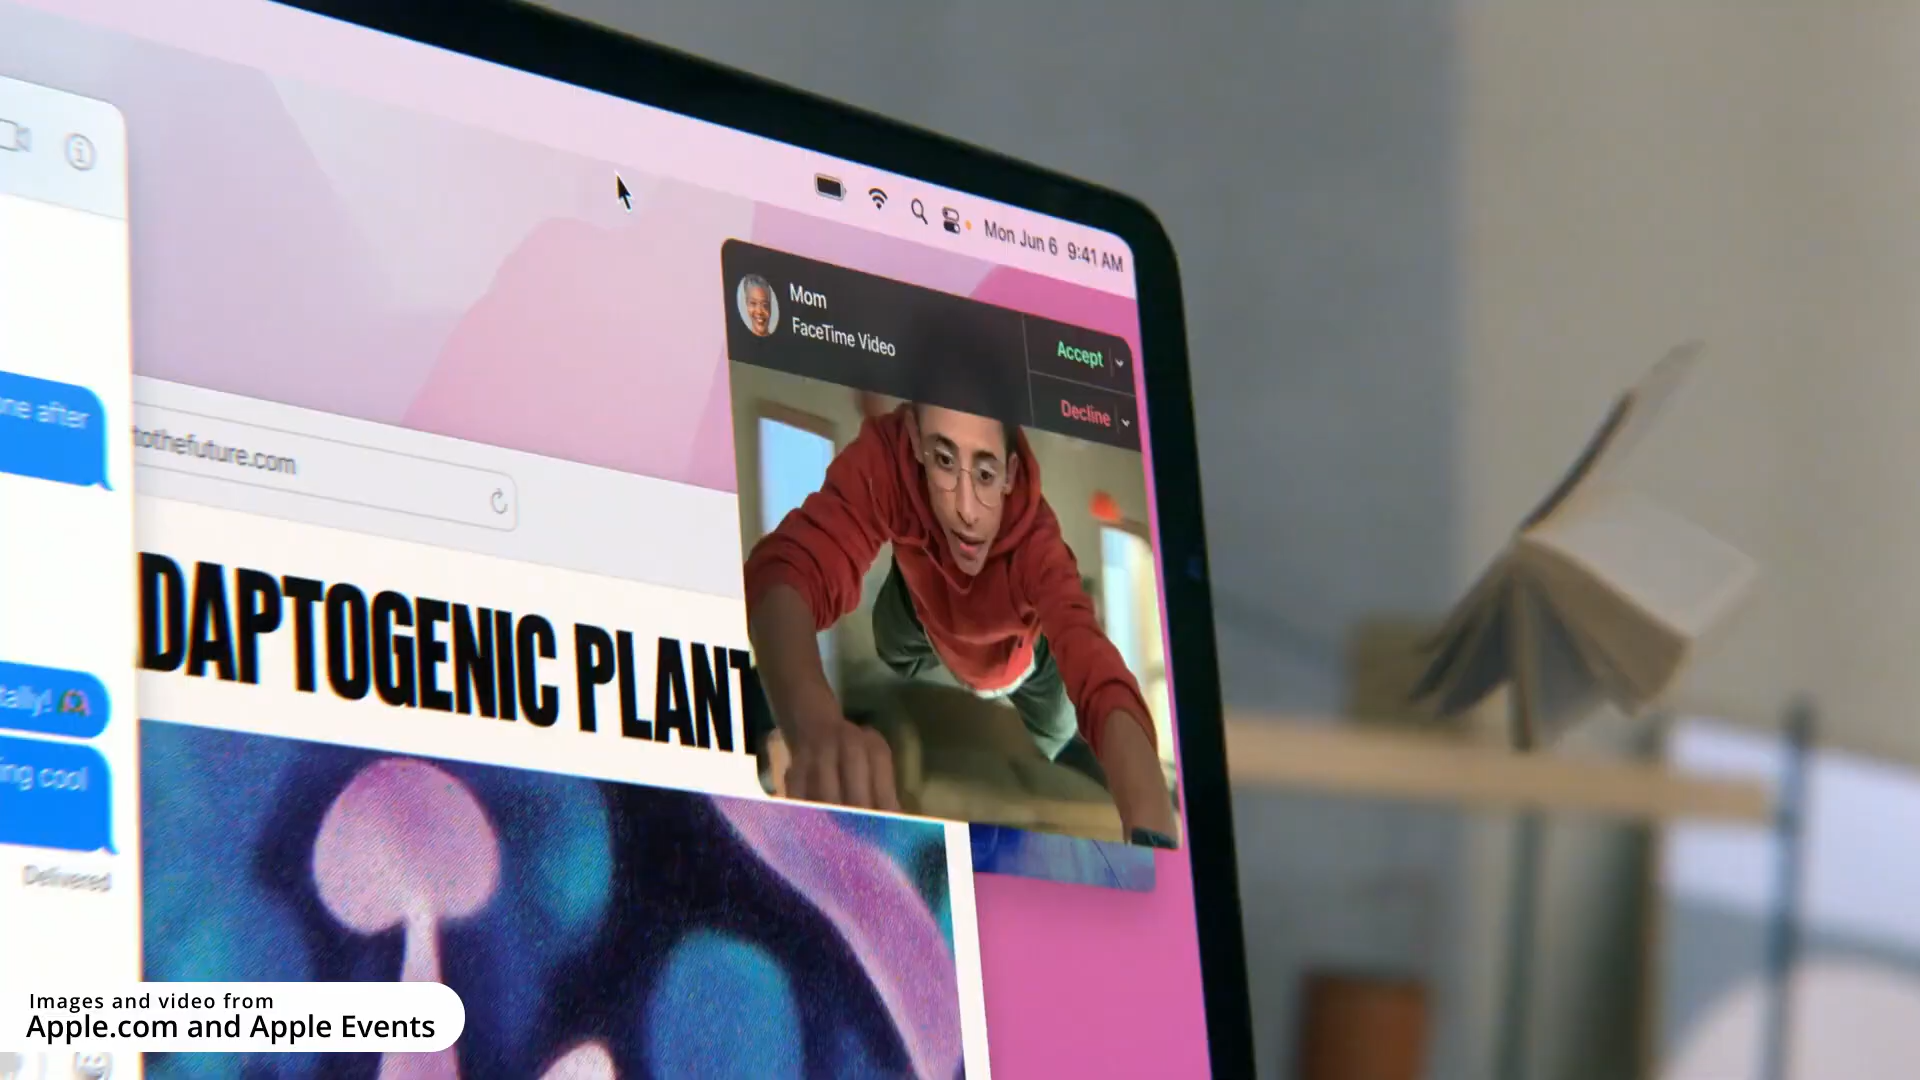 Mon Jun 6 9:41 AM
Mom
FaceTime Video
Accept
Decline
one after
tothefuture.com
DAPTOGENIC PLANT
tally! 🫶🏽
ing cool
Delivered
Images and video from
Apple.com and Apple Events